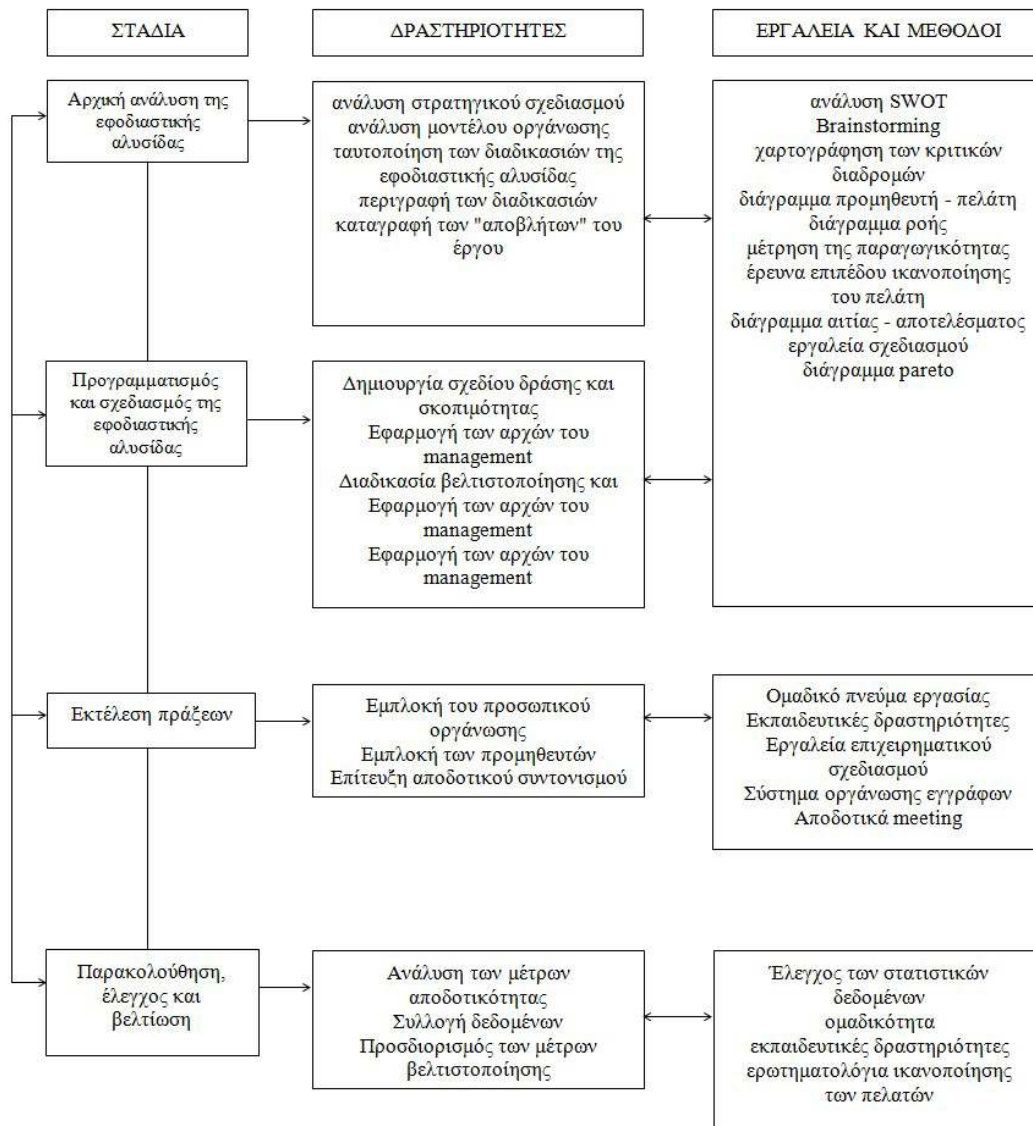 ΣΤΑΔΙΑ
ΔΡΑΣΤΗΡΙΟΤΗΤΕΣ
ΕΡΓΑΛΕΙΑ ΚΑΙ ΜΕΘΟΔΟΙ
Αρχική ανάλυση της
εφοδιαστικής
αλυσίδας
ανάλυση στρατηγικού σχεδιασμού
ανάλυση μοντέλου οργάνωσης
ταυτοποίηση των διαδικασιών της
εφοδιαστικής αλυσίδας
περιγραφή των διαδικασιών
καταγραφή των "αποβλήτων" του
έργου
ανάλυση SWOT
Brainstorming
χαρτογράφηση των κριτικών
διαδρομών
διάγραμμα προμηθευτή - πελάτη
διάγραμμα ροής
μέτρηση της παραγωγικότητας
έρευνα επιπέδου ικανοποίησης
του πελάτη
διάγραμμα αιτίας - αποτελέσματος
εργαλεία σχεδιασμού
διάγραμμα pareto
Προγραμματισμός
και σχεδιασμός της
εφοδιαστικής
αλυσίδας
Δημιουργία σχεδίου δράσης και
σκοπιμότητας
Εφαρμογή των αρχών του
management
Διαδικασία βελτιστοποίησης και
Εφαρμογή των αρχών του
management
Εφαρμογή των αρχών του
management
Εκτέλεση πράξεων
Εμπλοκή του προσωπικού
οργάνωσης
Εμπλοκή των προμηθευτών
Επίτευξη αποδοτικού συντονισμού
Ομαδικό πνεύμα εργασίας
Εκπαιδευτικές δραστηριότητες
Εργαλεία επιχειρηματικού
σχεδιασμού
Σύστημα οργάνωσης εγγράφων
Αποδοτικά meeting
Παρακολούθηση,
έλεγχος και
βελτίωση
Ανάλυση των μέτρων
αποδοτικότητας
Συλλογή δεδομένων
Προσδιορισμός των μέτρων
βελτιστοποίησης
Έλεγχος των στατιστικών
δεδομένων
ομαδικότητα
εκπαιδευτικές δραστηριότητες
ερωτηματολόγια ικανοποίησης
των πελατών